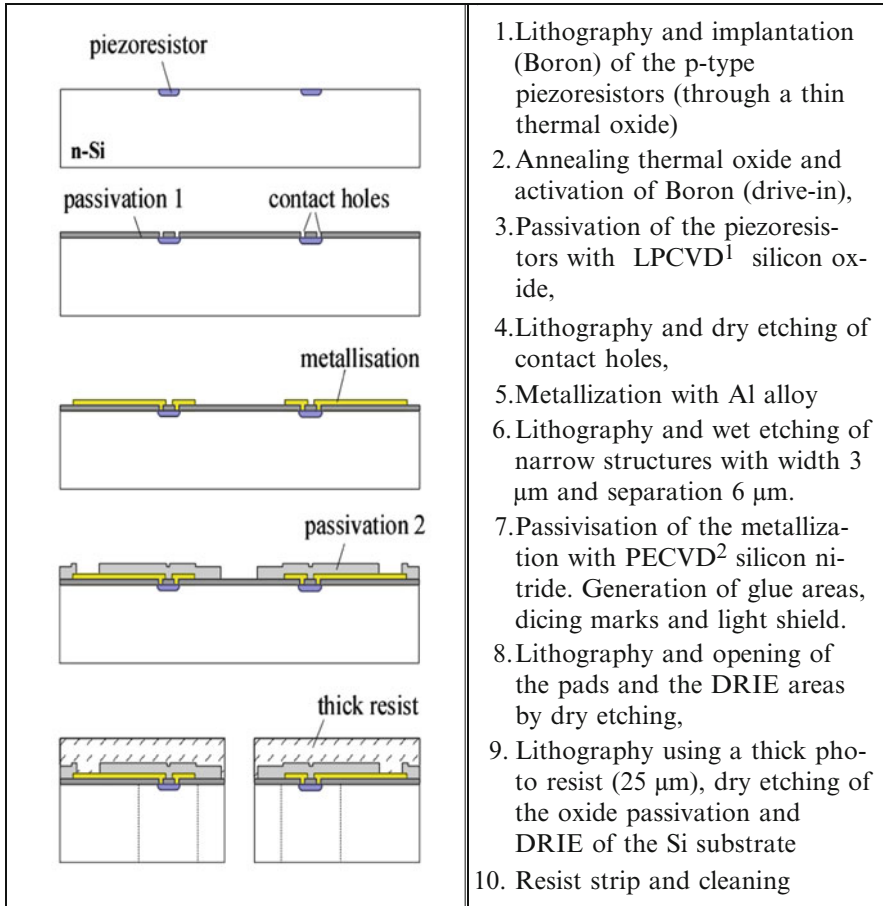 piezoresistor
n-Si
passivation 1
contact holes
metallisation
passivation 2
thick resist
1.Lithography and implantation
(Boron) of the p-type
piezoresistors (through a thin
thermal oxide)
2.Annealing thermal oxide and
activation of Boron (drive-in),
3.Passivation of the piezoresis-
tors with LPCVD1 silicon ox-
ide,
4.Lithography and dry etching of
contact holes,
5.Metallization with Al alloy
6.Lithography and wet etching of
narrow structures with width 3
µm and separation 6 µm.
7.Passivisation of the metalliza-
tion with PECVD2 silicon ni-
tride. Generation of glue areas,
dicing marks and light shield.
8.Lithography and opening of
the pads and the DRIE areas
by dry etching,
9. Lithography using a thick pho-
to resist (25 µm), dry etching of
the oxide passivation and
DRIE of the Si substrate
10. Resist strip and cleaning